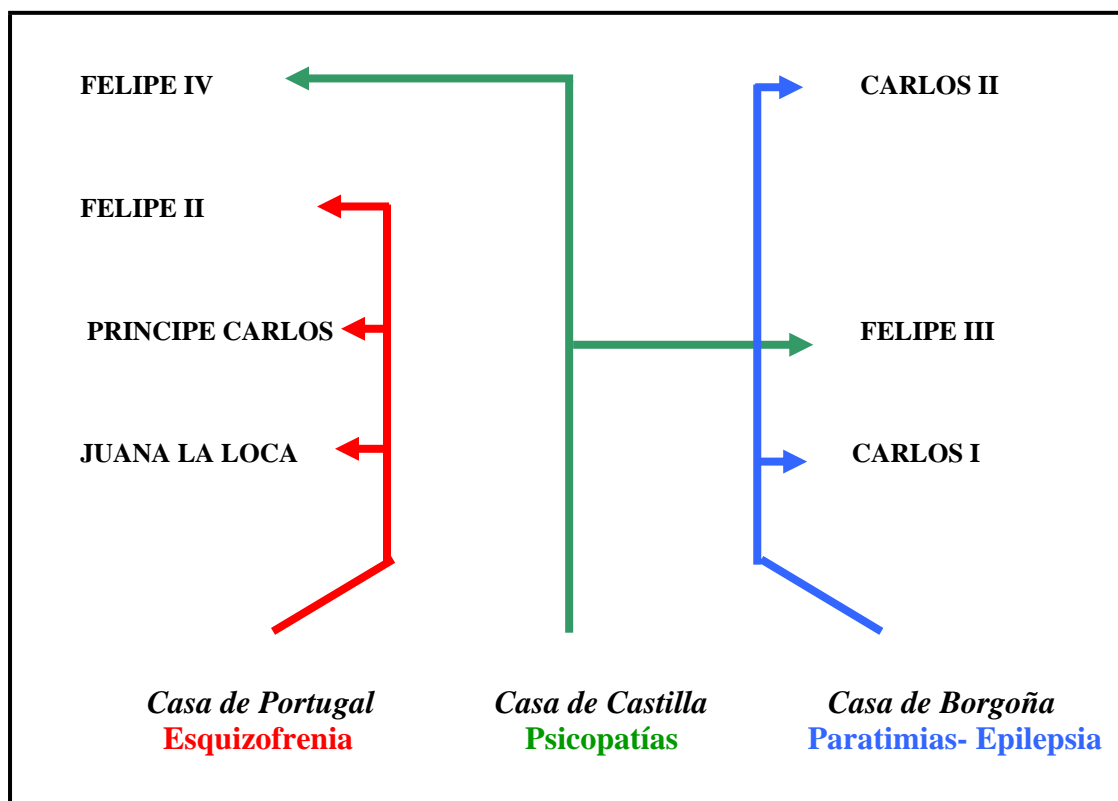 FELIPE IV
CARLOS II
FELIPE II
PRINCIPE CARLOS
FELIPE III
JUANA LA LOCA
CARLOS I
Casa de Portugal
Esquizofrenia
Casa de Castilla
Psicopatías
Casa de Borgoña
Paratimias- Epilepsia